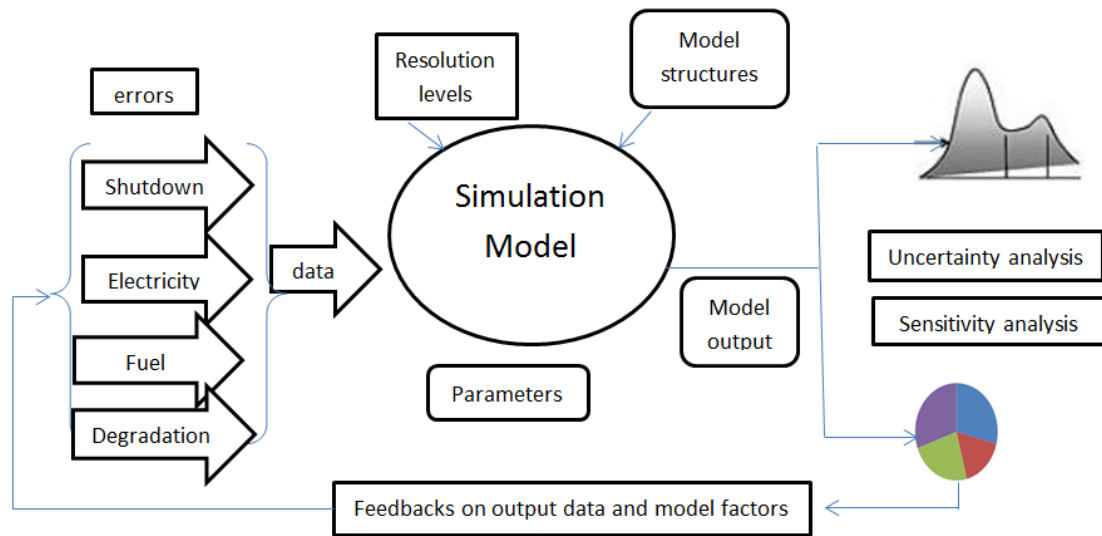 errors
Shutdown
Electricity
Fuel
Degradation
data
Resolution
levels
Model
structures
Simulation
Model
Parameters
Model
output
Uncertainty analysis
Sensitivity analysis
Feedbacks on output data and model factors